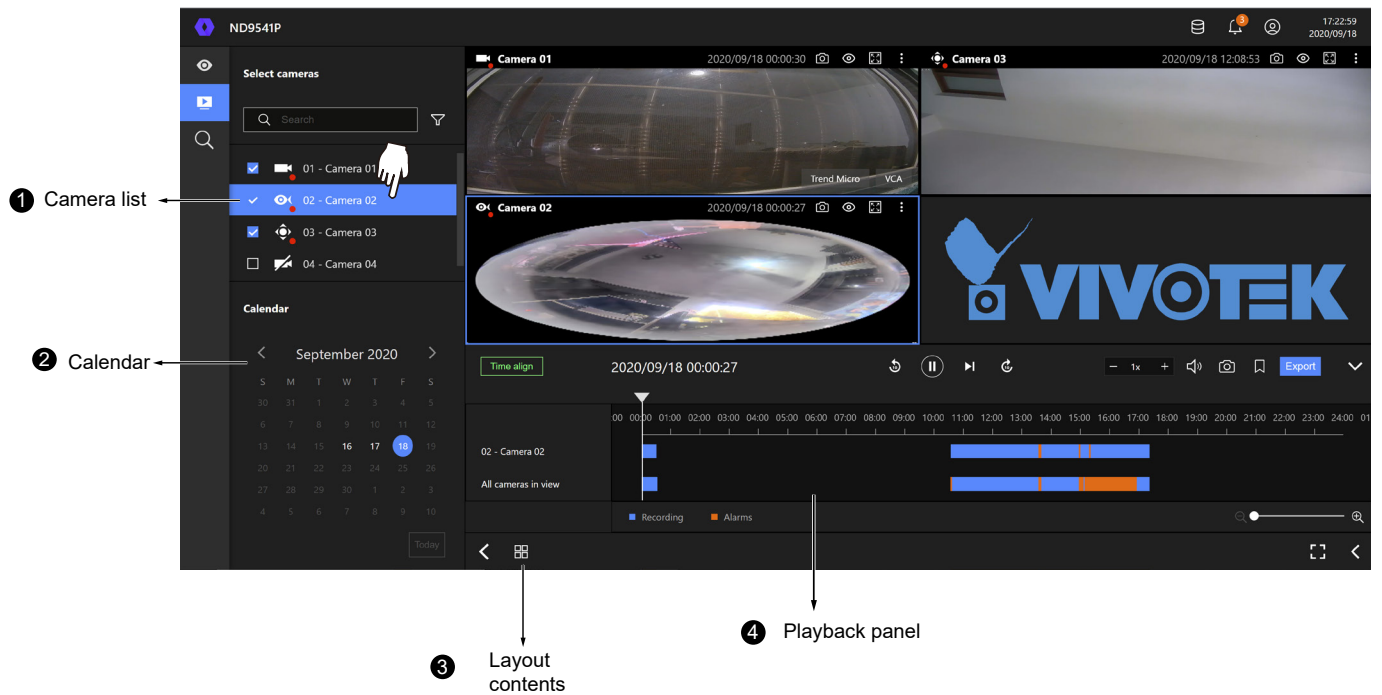 ND9541P
3
17:22:59
2020/09/18
Select cameras
Search
01 - Camera 01
02 - Camera 02
03 - Camera 03
04 - Camera 04
Calendar
September 2020
S M T W T F S
30 31 1 2 3 4 5
6 7 8 9 10 11 12
13 14 15 16 17 18 19
20 21 22 23 24 25 26
27 28 29 30 1 2 3
4 5 6 7 8 9 10
Today
Camera 01 2020/09/18 00:00:30
Trend Micro VCA
Camera 03 2020/09/18 12:08:53
Camera 02 2020/09/18 00:00:27
VIVOTEK
Time align 2020/09/18 00:00:27 5 − 1x + Export
00 00:00 01:00 02:00 03:00 04:00 05:00 06:00 07:00 08:00 09:00 10:00 11:00 12:00 13:00 14:00 15:00 16:00 17:00 18:00 19:00 20:00 21:00 22:00 23:00 24:00 01
02 - Camera 02
All cameras in view
Recording Alarms
1 Camera list
2 Calendar
3 Layout
contents
4 Playback panel